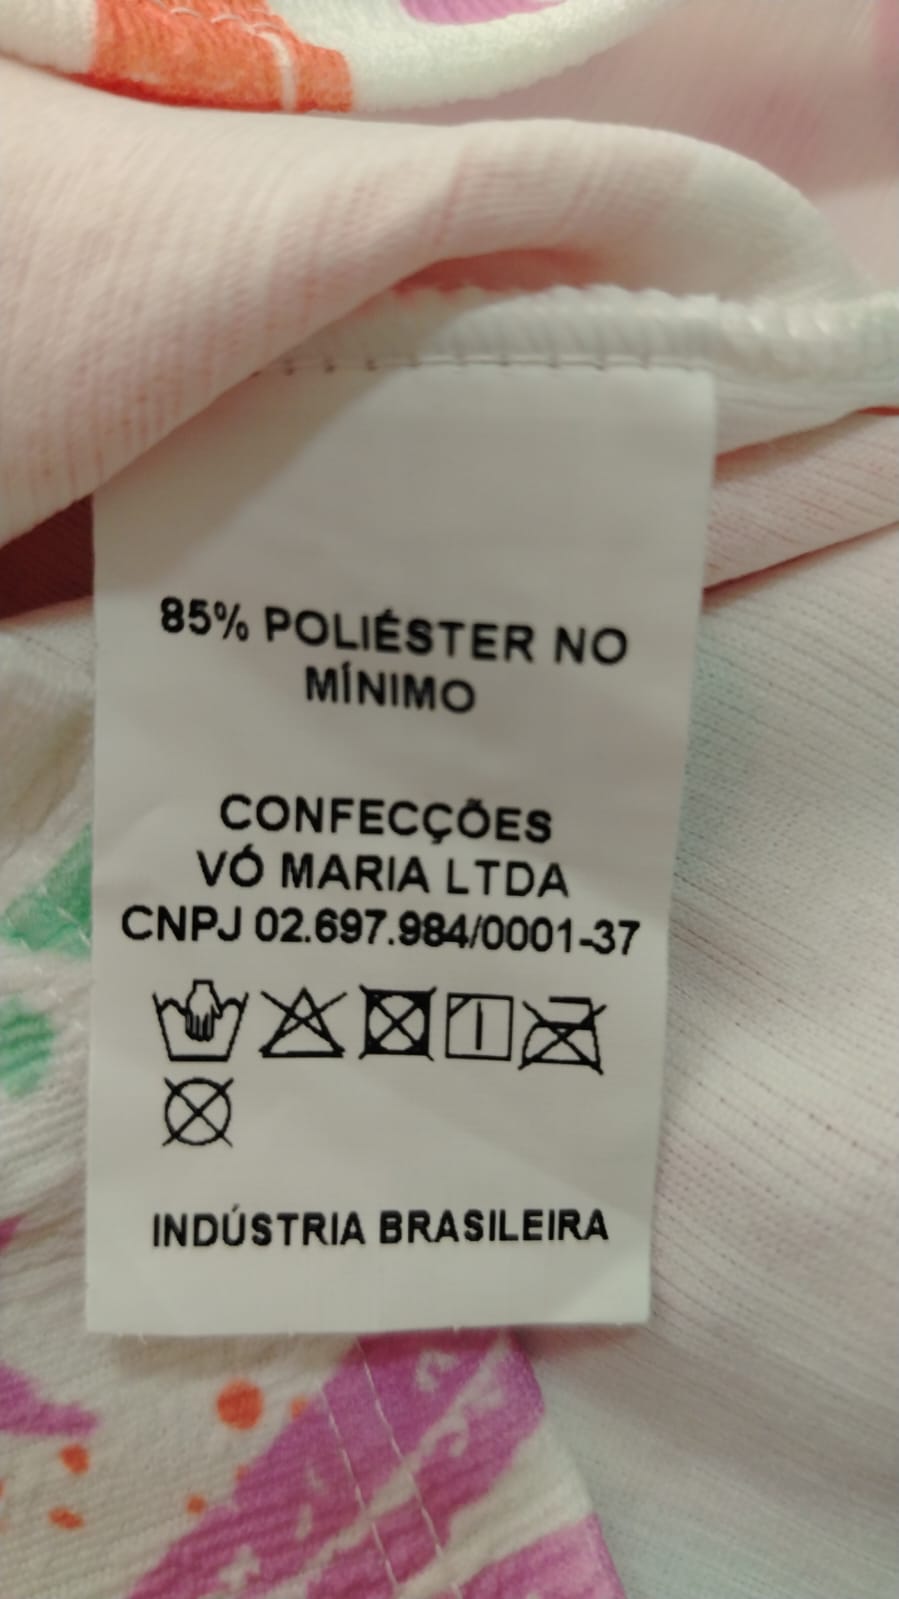 85% POLIÉSTER NO
MÍNIMO
CONFECÇÕES
VÓ MARIA LTDA
CNPJ 02.697.984/0001-37
INDÚSTRIA BRASILEIRA